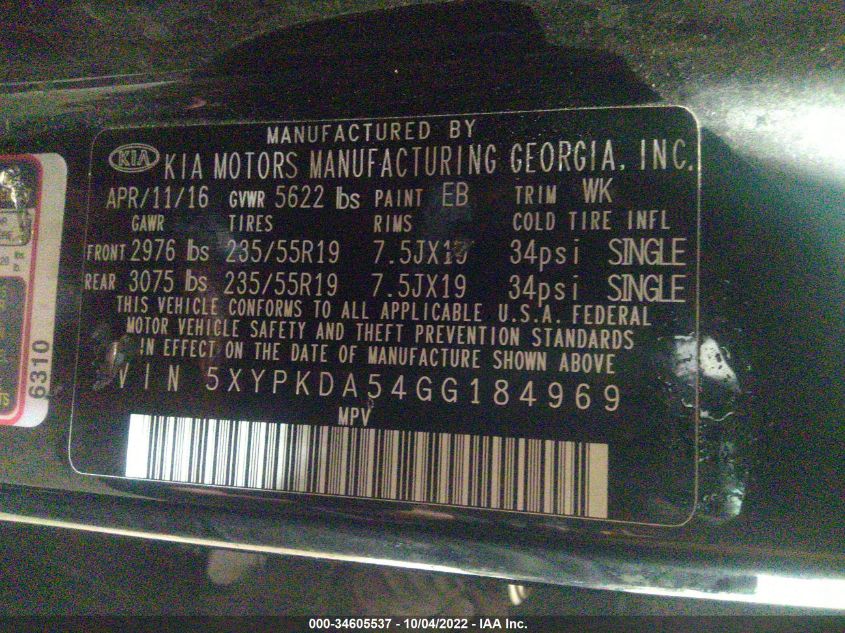 MANUFACTURED BY
KIA KIA MOTORS MANUFACTURING GEORGIA, INC.
APR/11/16 GVWR 5622 lbs PAINT EB TRIM WK
GAWR TIRES RIMS COLD TIRE INFL
FRONT 2976 lbs 235/55R19 7.5JX19 34psi SINGLE
REAR 3075 lbs 235/55R19 7.5JX19 34psi SINGLE
THIS VEHICLE CONFORMS TO ALL APPLICABLE U.S.A. FEDERAL
MOTOR VEHICLE SAFETY AND THEFT PREVENTION STANDARDS
IN EFFECT ON THE DATE OF MANUFACTURE SHOWN ABOVE
VIN 5XYPKDA54GG184969
MPV
6310
000-34605537 - 10/04/2022 - IAA Inc.